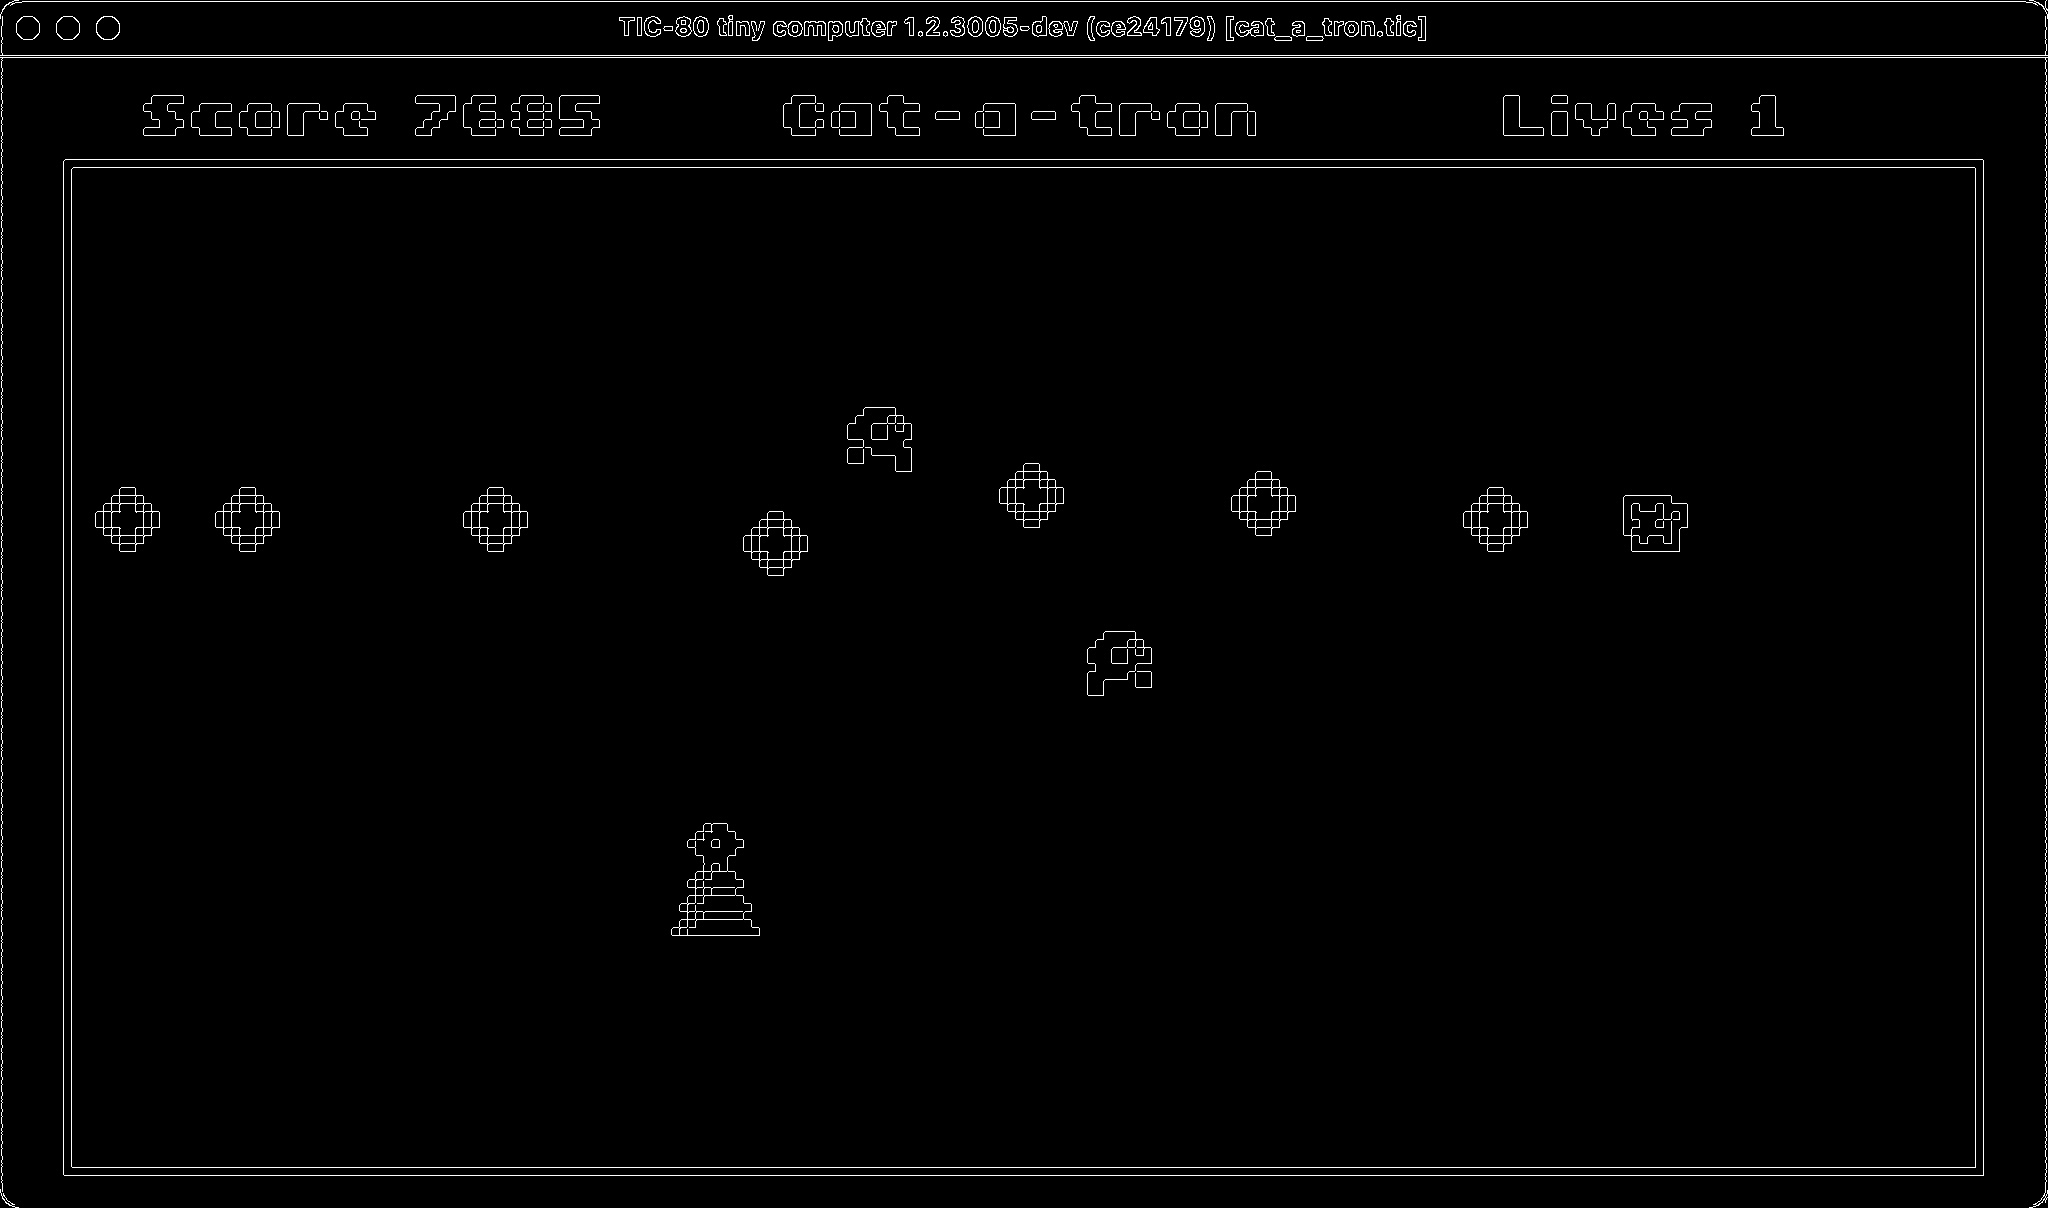 TIC-80 tiny computer 1.2.3005-dev (ce24179) [cat_a_tron.tic]
Score 7685 Cat-a-tron Lives 1